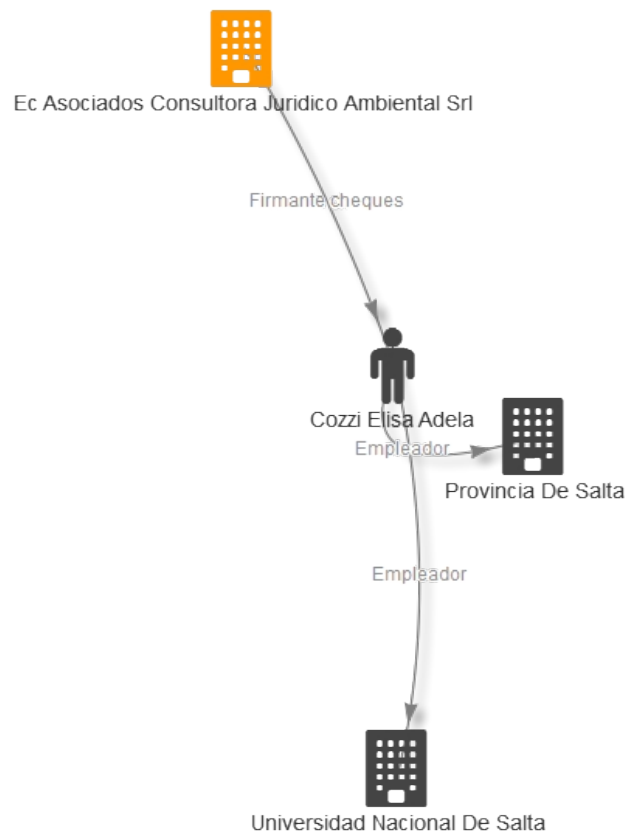 Ec Asociados Consultora Juridico Ambiental Srl
Firmante cheques
Cozzi Elisa Adela
Empleador
Provincia De Salta
Empleador
Universidad Nacional De Salta